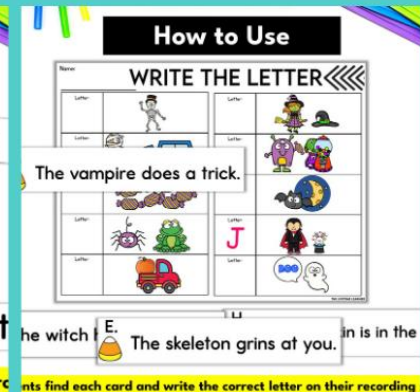 How to Use
Name:
WRITE THE LETTER
Letter:
Letter:
Letter:
Letter:
The vampire does a trick.
Letter:
Letter:
J
Letter:
Letter:
BOO
he witch
E.
The skeleton grins at you.
in is in the
nts find each card and write the correct letter on their recording